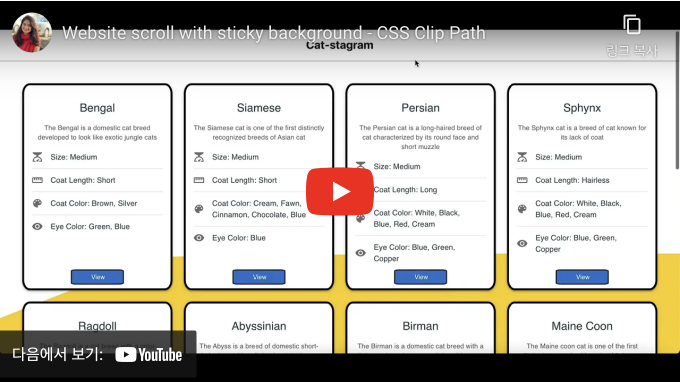 Website scroll with sticky background - CSS Clip Path
링크 복사
Cat-stagram
Bengal
The Bengal is a domestic cat breed
developed to look like exotic jungle cats
Size: Medium
Coat Length: Short
Coat Color: Brown, Silver
Eye Color: Green, Blue
View
Siamese
The Siamese cat is one of the first distinctly
recognized breeds of Asian cat
Size: Medium
Coat Length: Short
Coat Color: Cream, Fawn,
Cinnamon, Chocolate, Blue
Eye Color: Blue
View
Persian
The Persian cat is a long-haired breed of
cat characterized by its round face and
short muzzle
Size: Medium
Coat Length: Long
Coat Color: White, Black,
Blue, Red, Cream
Eye Color: Blue, Green,
Copper
View
Sphynx
The Sphynx cat is a breed of cat known for
its lack of coat
Size: Medium
Coat Length: Hairless
Coat Color: White, Black,
Blue, Red, Cream
Eye Color: Blue, Green,
Copper
View
Ragdoll
Abyssinian
The Abyss is a breed of domestic short-
Birman
The Birman is a domestic cat breed with a
Maine Coon
The Maine coon cat is one of the first
다음에서 보기: YouTube